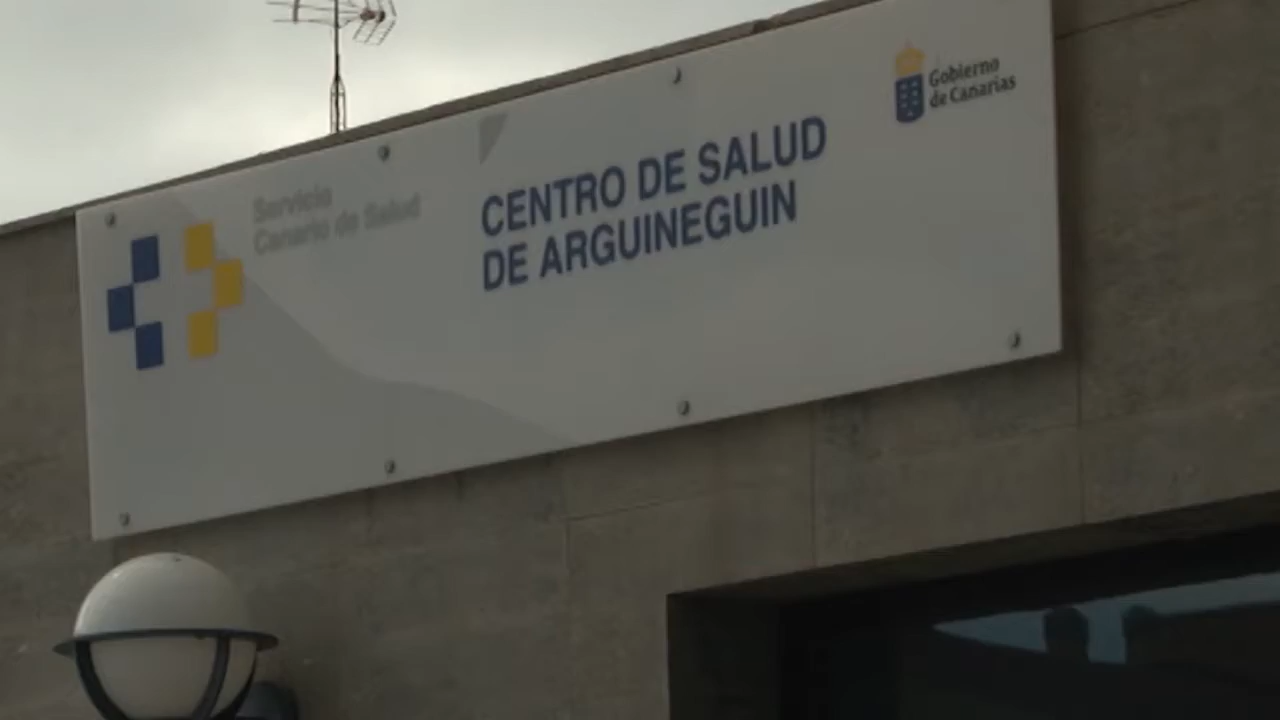 Servicio
Canario de Salud
CENTRO DE SALUD
DE ARGUINEGUIN
Gobierno
de Canarias